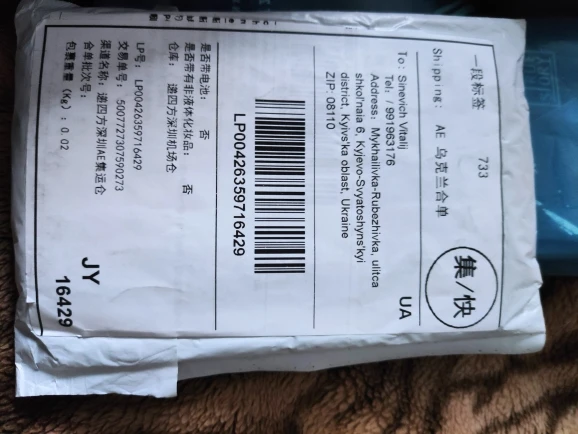 一段标签 733
集/快
Shipping: AE 乌克兰合单
UA
To: Sinevich Vitalij
Tel: / 991963176
Address: Mykhailivka-Rubezhivka, ulitca
shkol'naia 6, Kyjevo-Svyatoshyns'kyi
district, Kyivs'ka oblast, Ukraine
ZIP: 08110
LP00426359716429
是否带电池: 否
是否带有非液体化妆品: 否
仓库: 递四方深圳机场仓
LP号: LP00426359716429
交易单号: 5007727307590273
渠道名称: 递四方深圳AE集运仓
合单批次号:
包裹重量 (Kg): 0.02
JY
16429